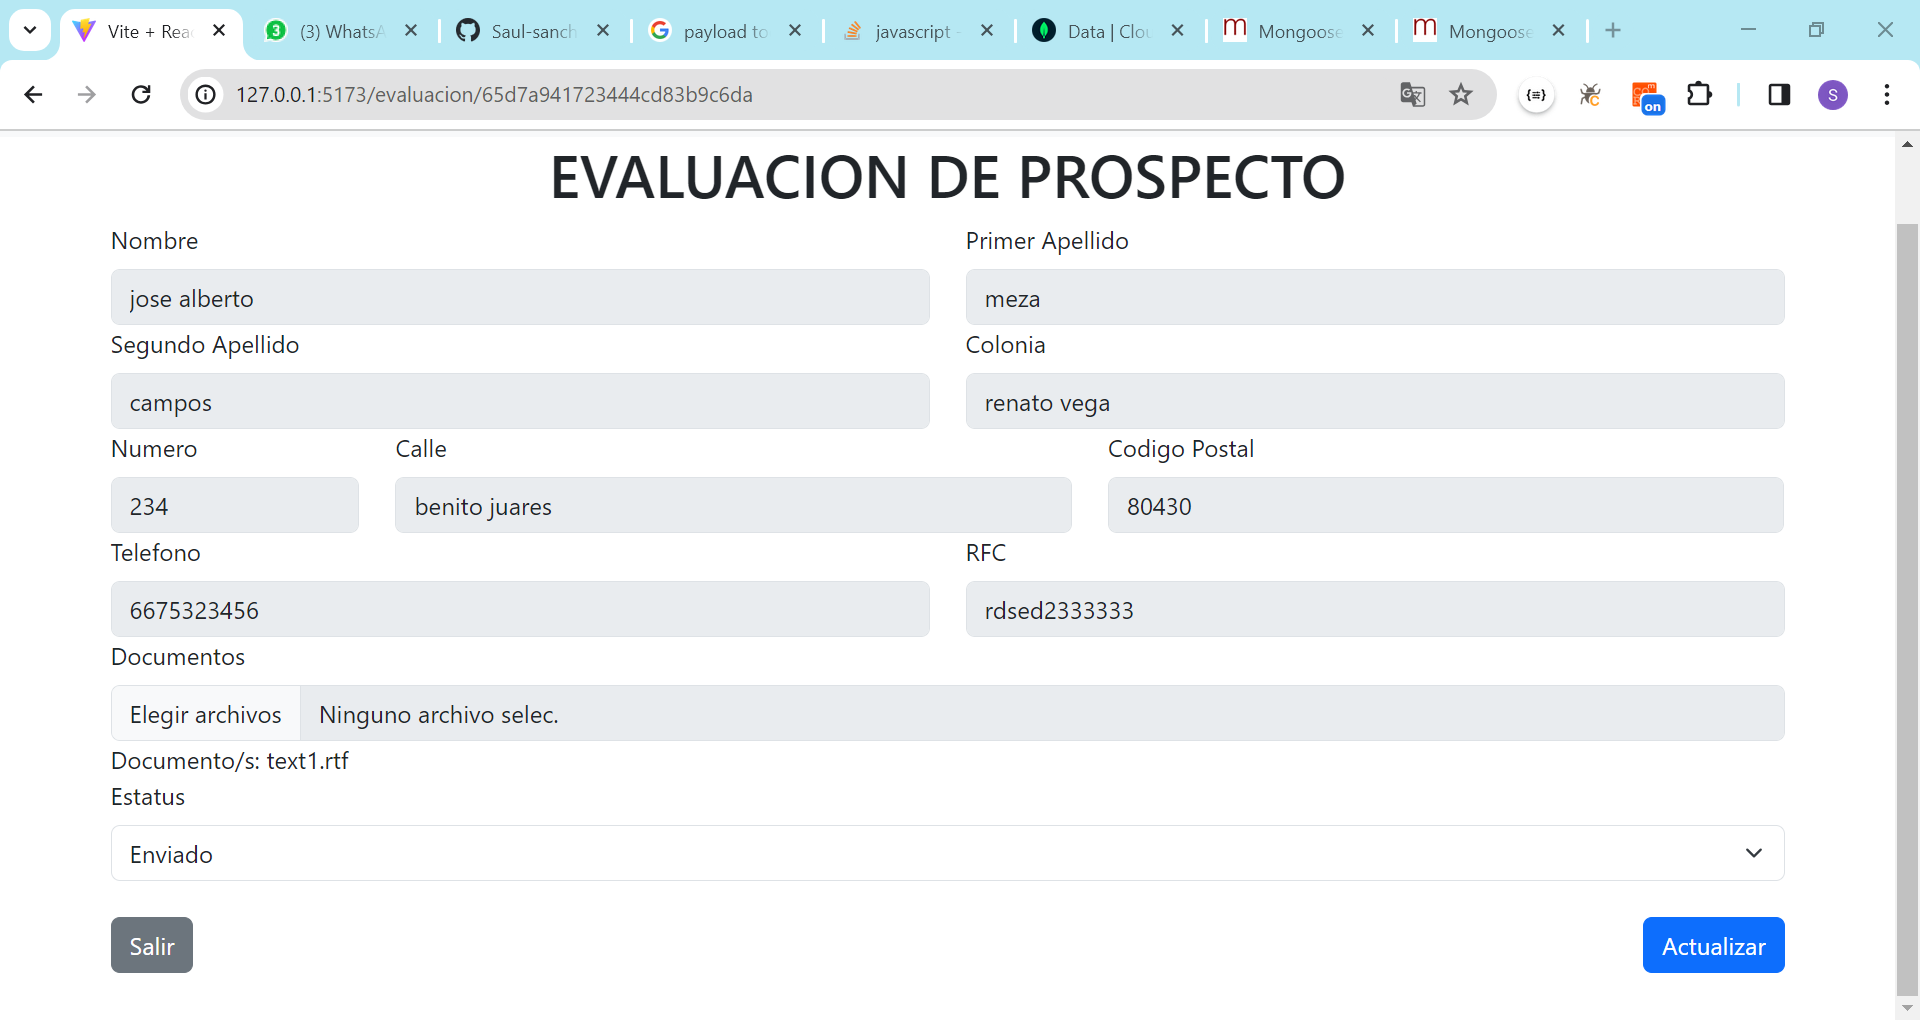 Vite + Rea
(3) WhatsA
Saul-sanch
payload to
javascript -
Data | Clou
Mongoose
Mongoose
127.0.0.1:5173/evaluacion/65d7a941723444cd83b9c6da
on
S
EVALUACION DE PROSPECTO
Nombre
Primer Apellido
jose alberto
meza
Segundo Apellido
Colonia
campos
renato vega
Numero
Calle
Codigo Postal
234
benito juares
80430
Telefono
RFC
6675323456
rdsed2333333
Documentos
Elegir archivos
Ninguno archivo selec.
Documento/s: text1.rtf
Estatus
Enviado
Salir
Actualizar